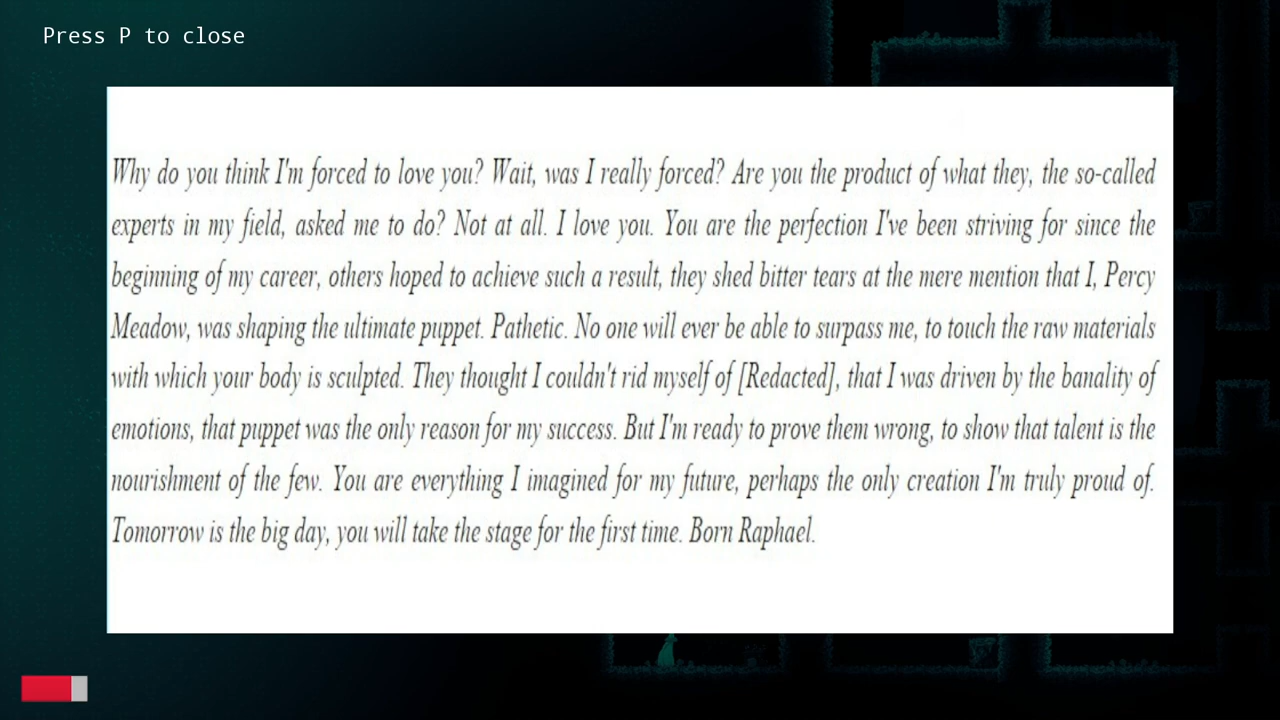 Press P to close
Why do you think I'm forced to love you? Wait, was I really forced? Are you the product of what they, the so-called
experts in my field, asked me to do? Not at all. I love you. You are the perfection I've been striving for since the
beginning of my career, others hoped to achieve such a result, they shed bitter tears at the mere mention that I, Percy
Meadow, was shaping the ultimate puppet. Pathetic. No one will ever be able to surpass me, to touch the raw materials
with which your body is sculpted. They thought I couldn't rid myself of [Redacted], that I was driven by the banality of
emotions, that puppet was the only reason for my success. But I'm ready to prove them wrong, to show that talent is the
nourishment of the few. You are everything I imagined for my future, perhaps the only creation I'm truly proud of.
Tomorrow is the big day, you will take the stage for the first time. Born Raphael.